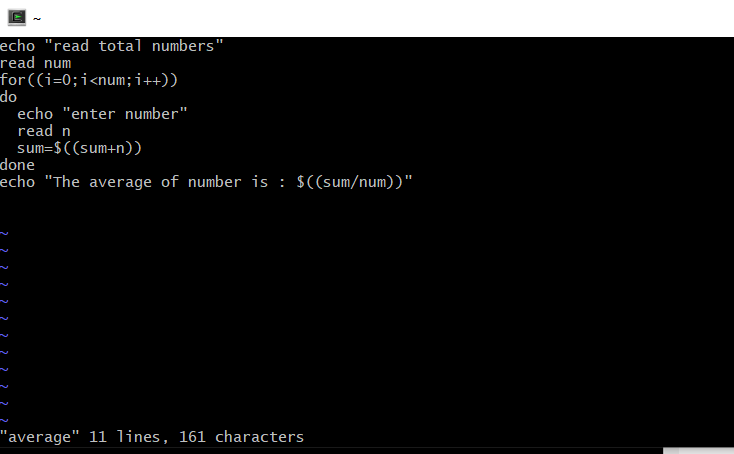 ~
echo "read total numbers"
read num
for((i=0;i<num;i++))
do
  echo "enter number"
  read n
  sum=$((sum+n))
done
echo "The average of number is : $((sum/num))"
~
~
~
~
~
~
~
~
~
~
~
~
"average" 11 lines, 161 characters